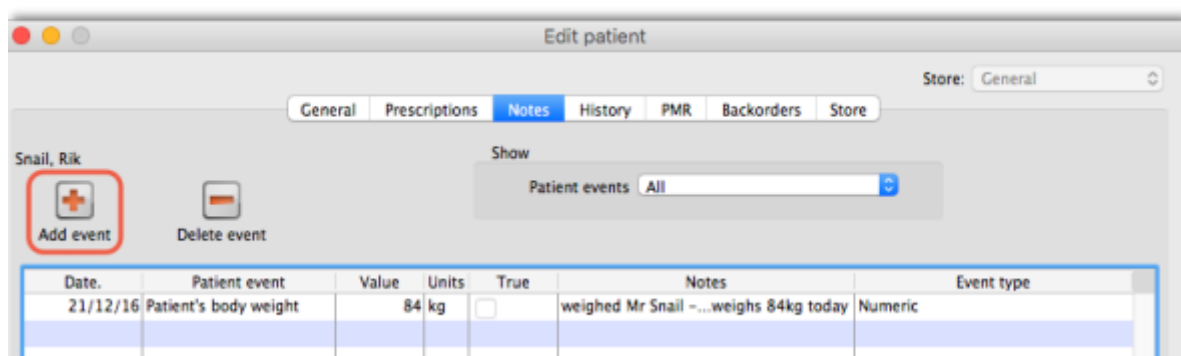 Edit patient
Store: General
General Prescriptions Notes History PMR Backorders Store
Snail, Rik
Show
Patient events All
Add event Delete event
Date. Patient event Value Units True Notes Event type
21/12/16 Patient's body weight 84 kg weighed Mr Snail –...weighs 84kg today Numeric